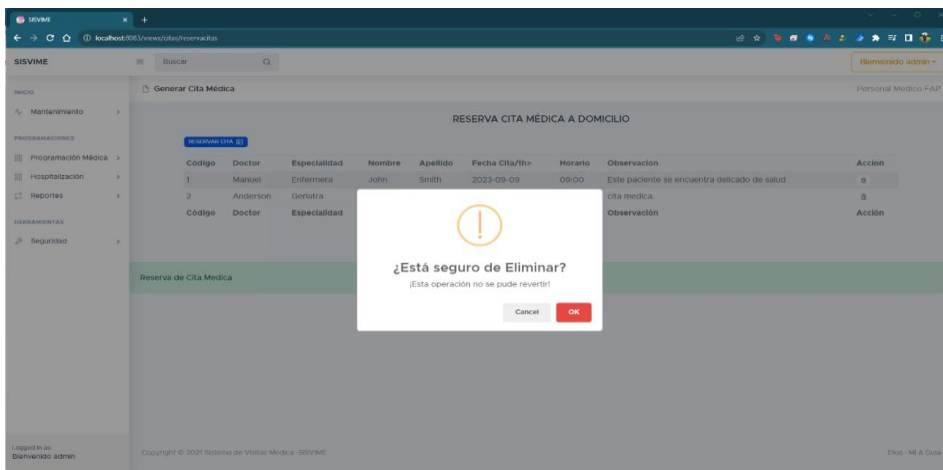 SISVIME
localhost:8083/views/citas/reservacitas
SISVIME
Buscar
Bienvenido admin
INICIO
Mantenimiento
PROGRAMACIONES
Programación Médica
Hospitalización
Reportes
HERRAMIENTAS
Seguridad
Logged in as:
Bienvenido admin
Generar Cita Médica
Personal Medico FAP
RESERVA CITA MÉDICA A DOMICILIO
RESERVAR CITA
Código Doctor Especialidad Nombre Apellido Fecha Cita/th> Horario Observacion Accion
1 Manuel Enfermera John Smith 2023-09-09 09:00 Este paciente se encuentra delicado de salud
2 Anderson Geriatra cita medica.
Código Doctor Especialidad Observación Acción
¿Está seguro de Eliminar?
¡Esta operación no se pude revertir!
Cancel OK
Reserva de Cita Medica
Copyright © 2021 Sistema de Visitas Medica -SISVIME
Dios - Mi & Guia